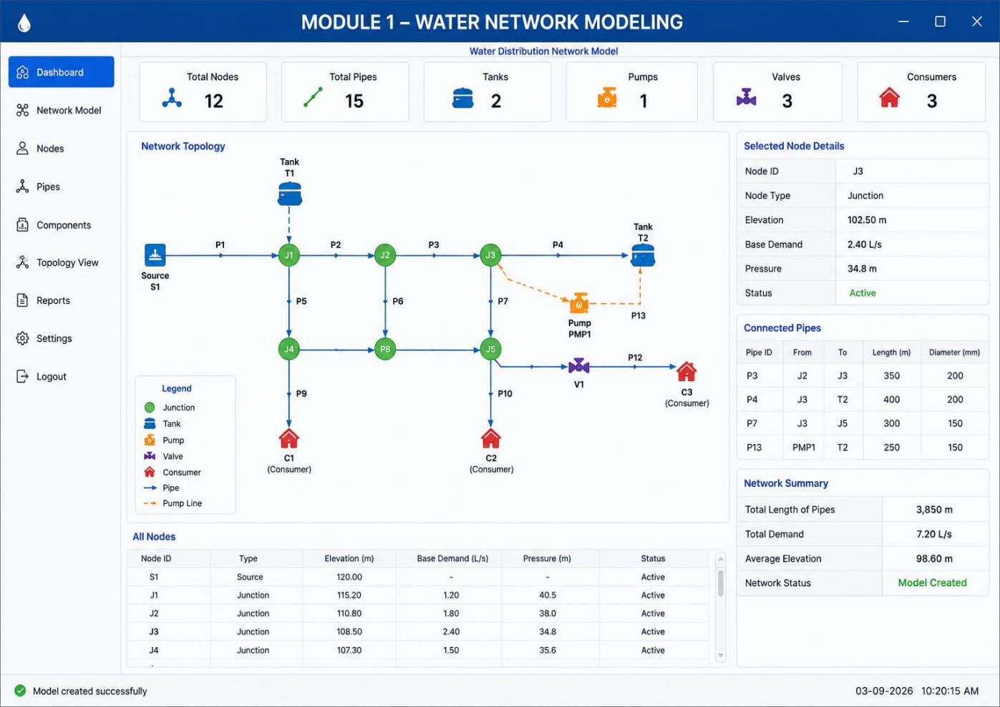 MODULE 1 – WATER NETWORK MODELING
Water Distribution Network Model
Dashboard
Network Model
Nodes
Pipes
Components
Topology View
Reports
Settings
Logout
Total Nodes
12
Total Pipes
15
Tanks
2
Pumps
1
Valves
3
Consumers
3
Network Topology
Tank
T1
Tank
T2
P1
P2
P3
P4
J1
J2
J3
Source
S1
P5
P6
P7
Pump
PMP1
P13
J4
P8
J5
V1
P12
C3
(Consumer)
P9
P10
C1
(Consumer)
C2
(Consumer)
Legend
Junction
Tank
Pump
Valve
Consumer
Pipe
Pump Line
Selected Node Details
Node ID J3
Node Type Junction
Elevation 102.50 m
Base Demand 2.40 L/s
Pressure 34.8 m
Status Active
Connected Pipes
Pipe ID From To Length (m) Diameter (mm)
P3 J2 J3 350 200
P4 J3 T2 400 200
P7 J3 J5 300 150
P13 PMP1 T2 250 150
Network Summary
Total Length of Pipes 3,850 m
Total Demand 7.20 L/s
Average Elevation 98.60 m
Network Status Model Created
All Nodes
Node ID Type Elevation (m) Base Demand (L/s) Pressure (m) Status
S1 Source 120.00 - - Active
J1 Junction 115.20 1.20 40.5 Active
J2 Junction 110.80 1.80 38.0 Active
J3 Junction 108.50 2.40 34.8 Active
J4 Junction 107.30 1.50 35.6 Active
Model created successfully
03-09-2026 10:20:15 AM